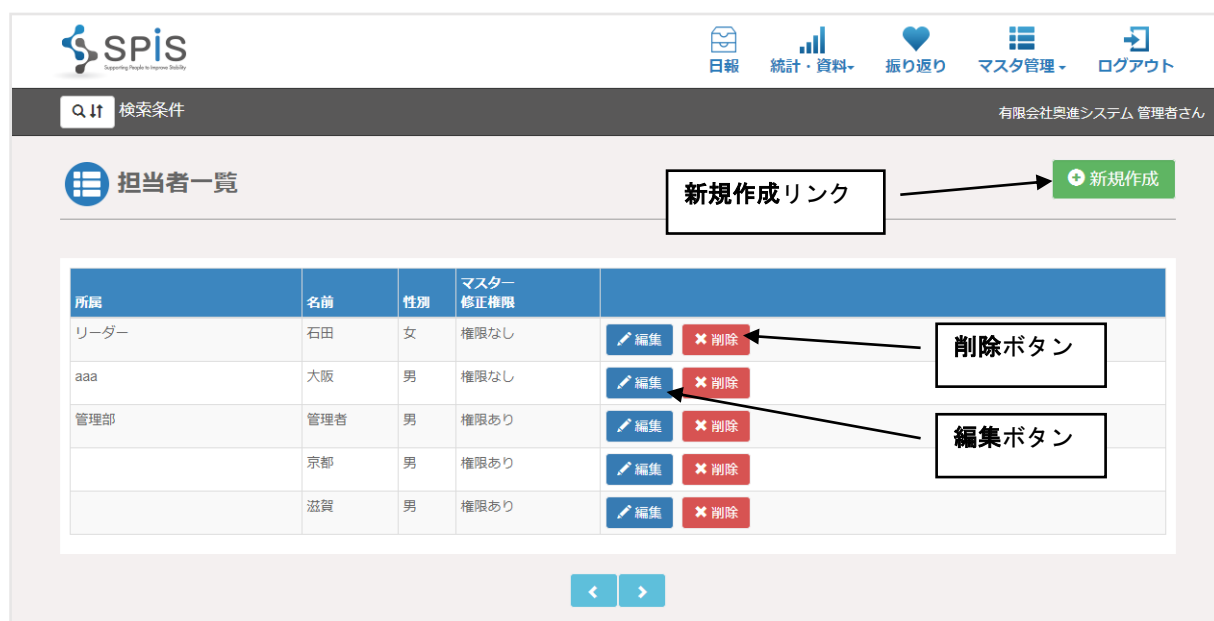 SPiS
Supporting People to Improve Stability
日報 統計・資料 振り返り マスタ管理 ログアウト
検索条件
有限会社奥進システム 管理者さん
担当者一覧
新規作成リンク
新規作成
所属 名前 性別 マスター
修正権限
リーダー 石田 女 権限なし 編集 削除
削除ボタン
aaa 大阪 男 権限なし 編集 削除
管理部 管理者 男 権限あり 編集 削除
編集ボタン
京都 男 権限あり 編集 削除
滋賀 男 権限あり 編集 削除